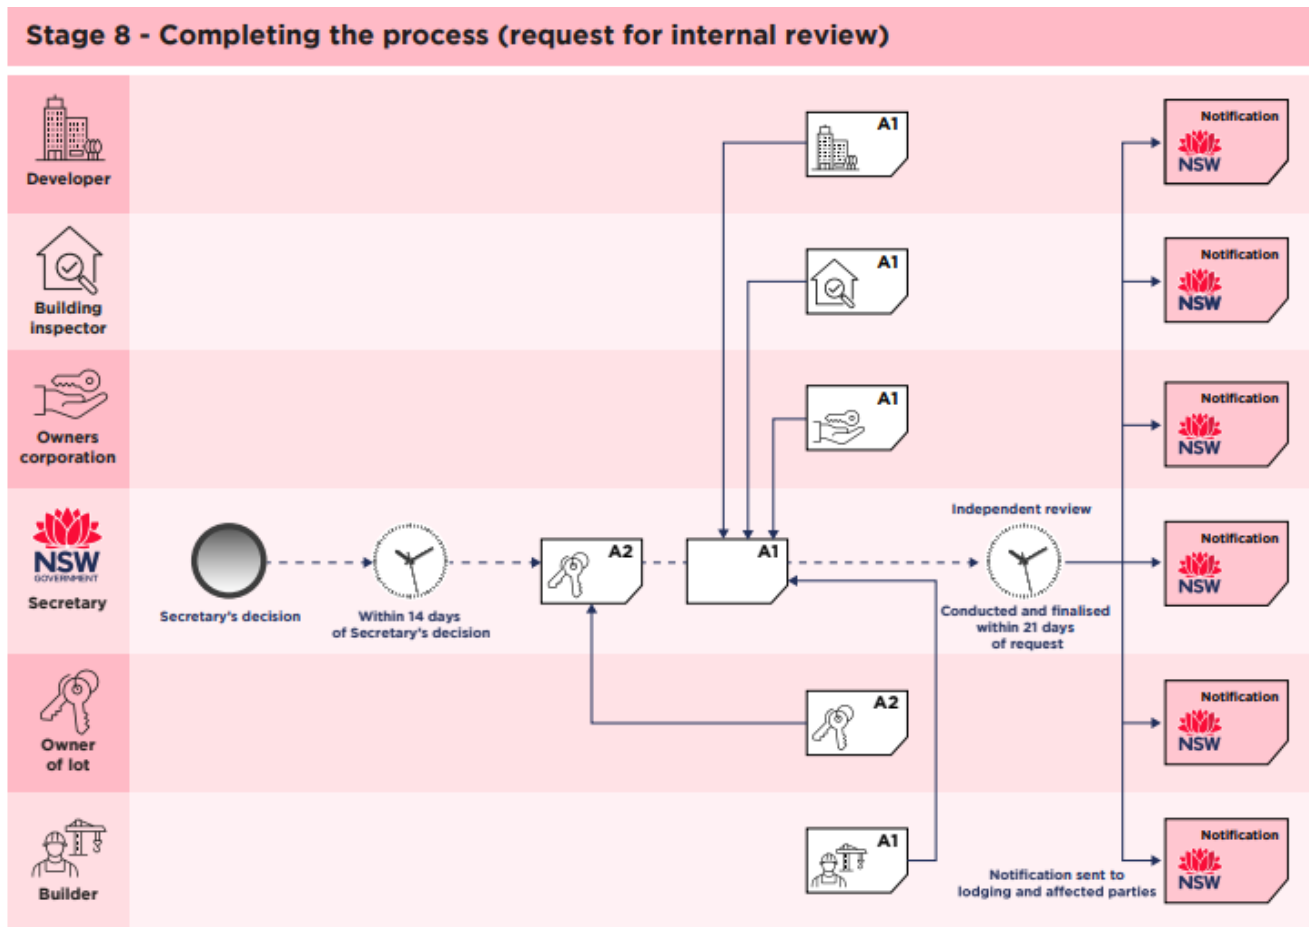 Stage 8 - Completing the process (request for internal review)
Developer
A1
Notification
NSW
Building
inspector
A1
Notification
NSW
Owners
corporation
A1
Notification
NSW
NSW
GOVERNMENT
Secretary
Secretary's decision
Within 14 days
of Secretary's decision
A2
A1
Independent review
Conducted and finalised
within 21 days
of request
Notification
NSW
Owner
of lot
A2
Notification
NSW
Builder
A1
Notification sent to
lodging and affected parties
Notification
NSW